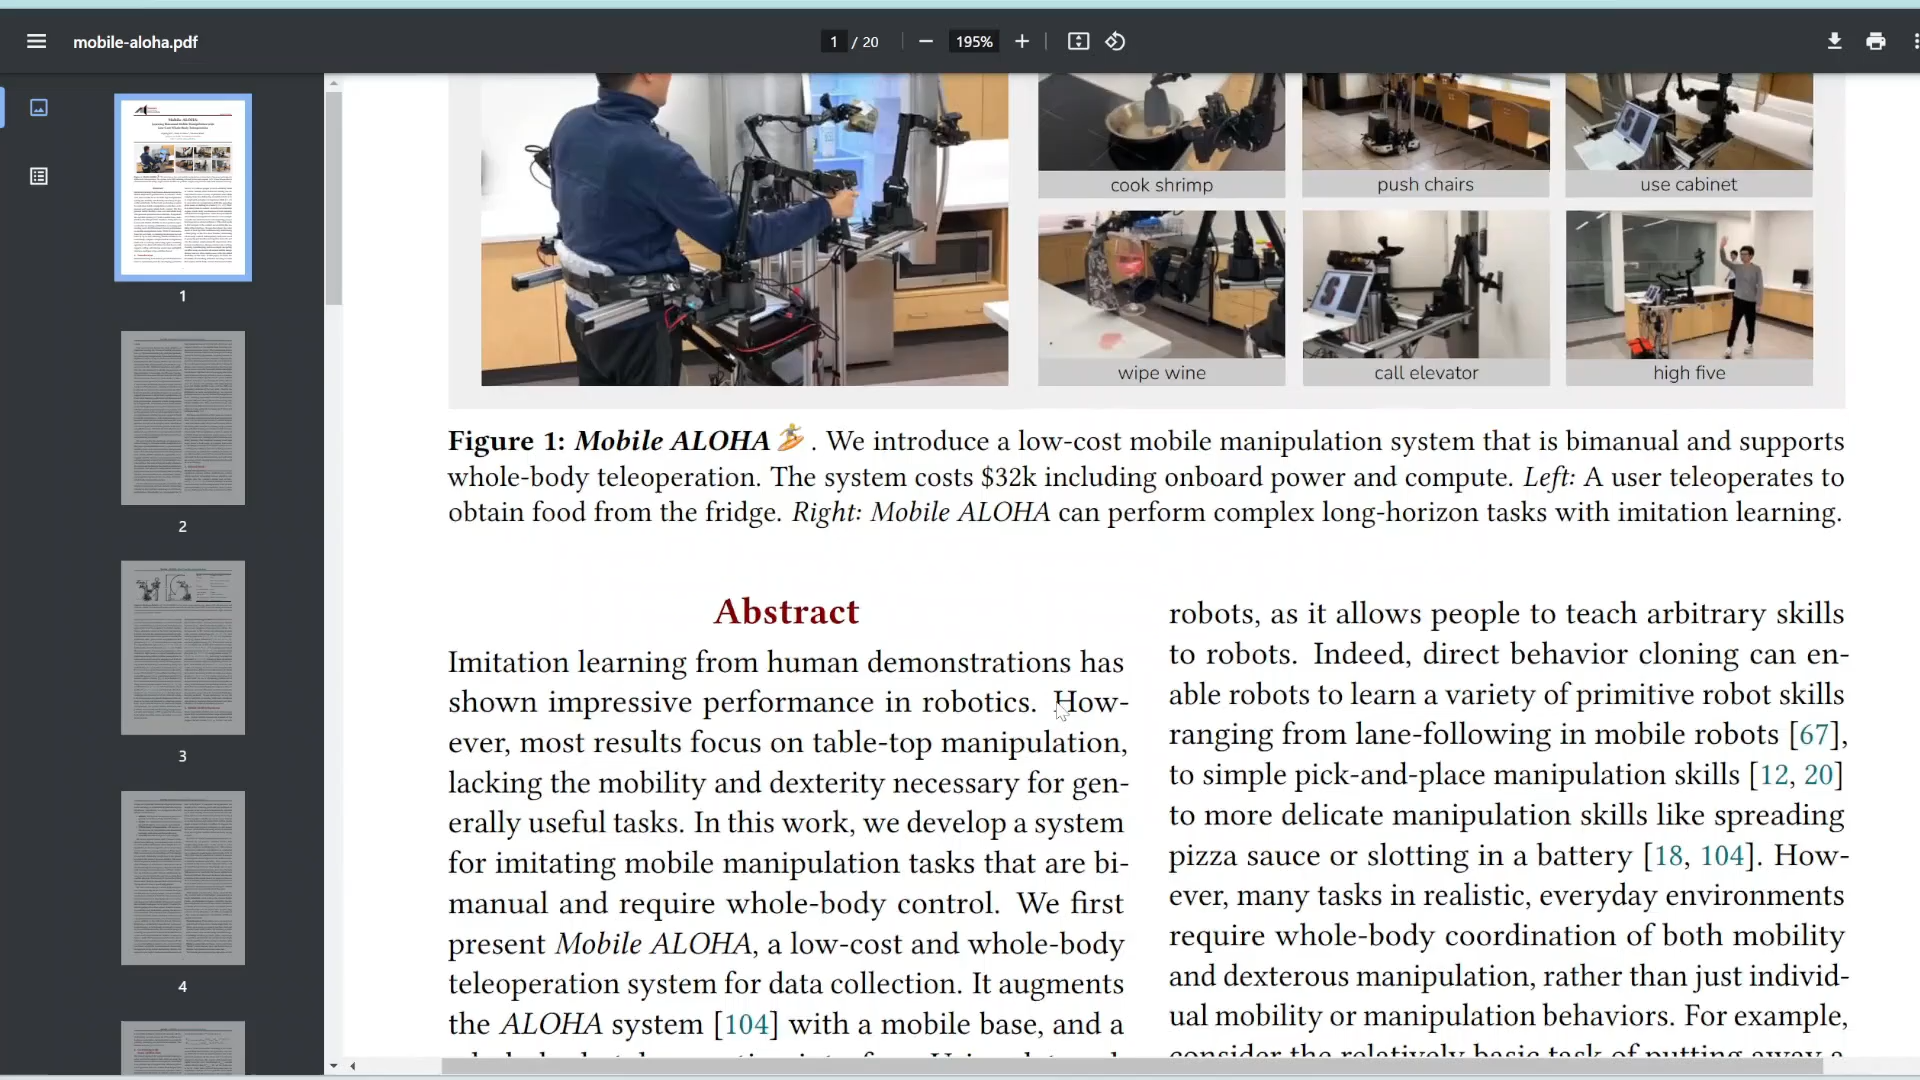 mobile-aloha.pdf
1 / 20
195%
1
2
3
4
cook shrimp
push chairs
use cabinet
wipe wine
call elevator
high five
Figure 1: Mobile ALOHA 🏄. We introduce a low-cost mobile manipulation system that is bimanual and supports
whole-body teleoperation. The system costs $32k including onboard power and compute. Left: A user teleoperates to
obtain food from the fridge. Right: Mobile ALOHA can perform complex long-horizon tasks with imitation learning.
Abstract
Imitation learning from human demonstrations has
shown impressive performance in robotics. How-
ever, most results focus on table-top manipulation,
lacking the mobility and dexterity necessary for gen-
erally useful tasks. In this work, we develop a system
for imitating mobile manipulation tasks that are bi-
manual and require whole-body control. We first
present Mobile ALOHA, a low-cost and whole-body
teleoperation system for data collection. It augments
the ALOHA system [104] with a mobile base, and a
robots, as it allows people to teach arbitrary skills
to robots. Indeed, direct behavior cloning can en-
able robots to learn a variety of primitive robot skills
ranging from lane-following in mobile robots [67],
to simple pick-and-place manipulation skills [12, 20]
to more delicate manipulation skills like spreading
pizza sauce or slotting in a battery [18, 104]. How-
ever, many tasks in realistic, everyday environments
require whole-body coordination of both mobility
and dexterous manipulation, rather than just individ-
ual mobility or manipulation behaviors. For example,
consider the relatively basic task of putting away a